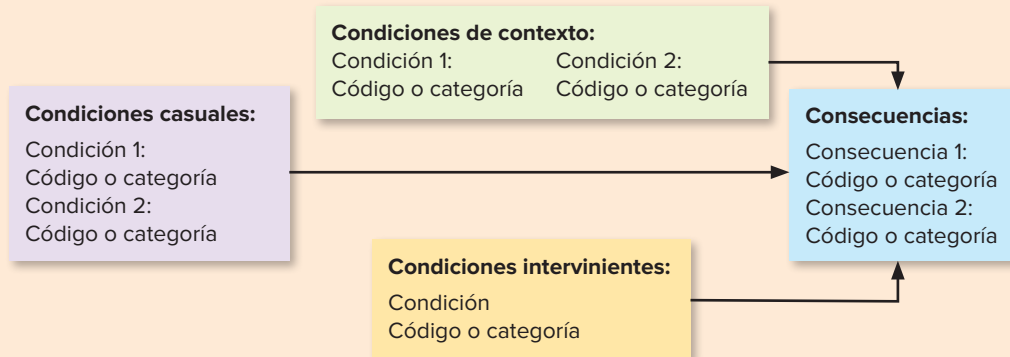 Condiciones de contexto:
Condición 1: Condición 2:
Código o categoría Código o categoría
Condiciones casuales:
Condición 1:
Código o categoría
Condición 2:
Código o categoría
Consecuencias:
Consecuencia 1:
Código o categoría
Consecuencia 2:
Código o categoría
Condiciones intervinientes:
Condición
Código o categoría